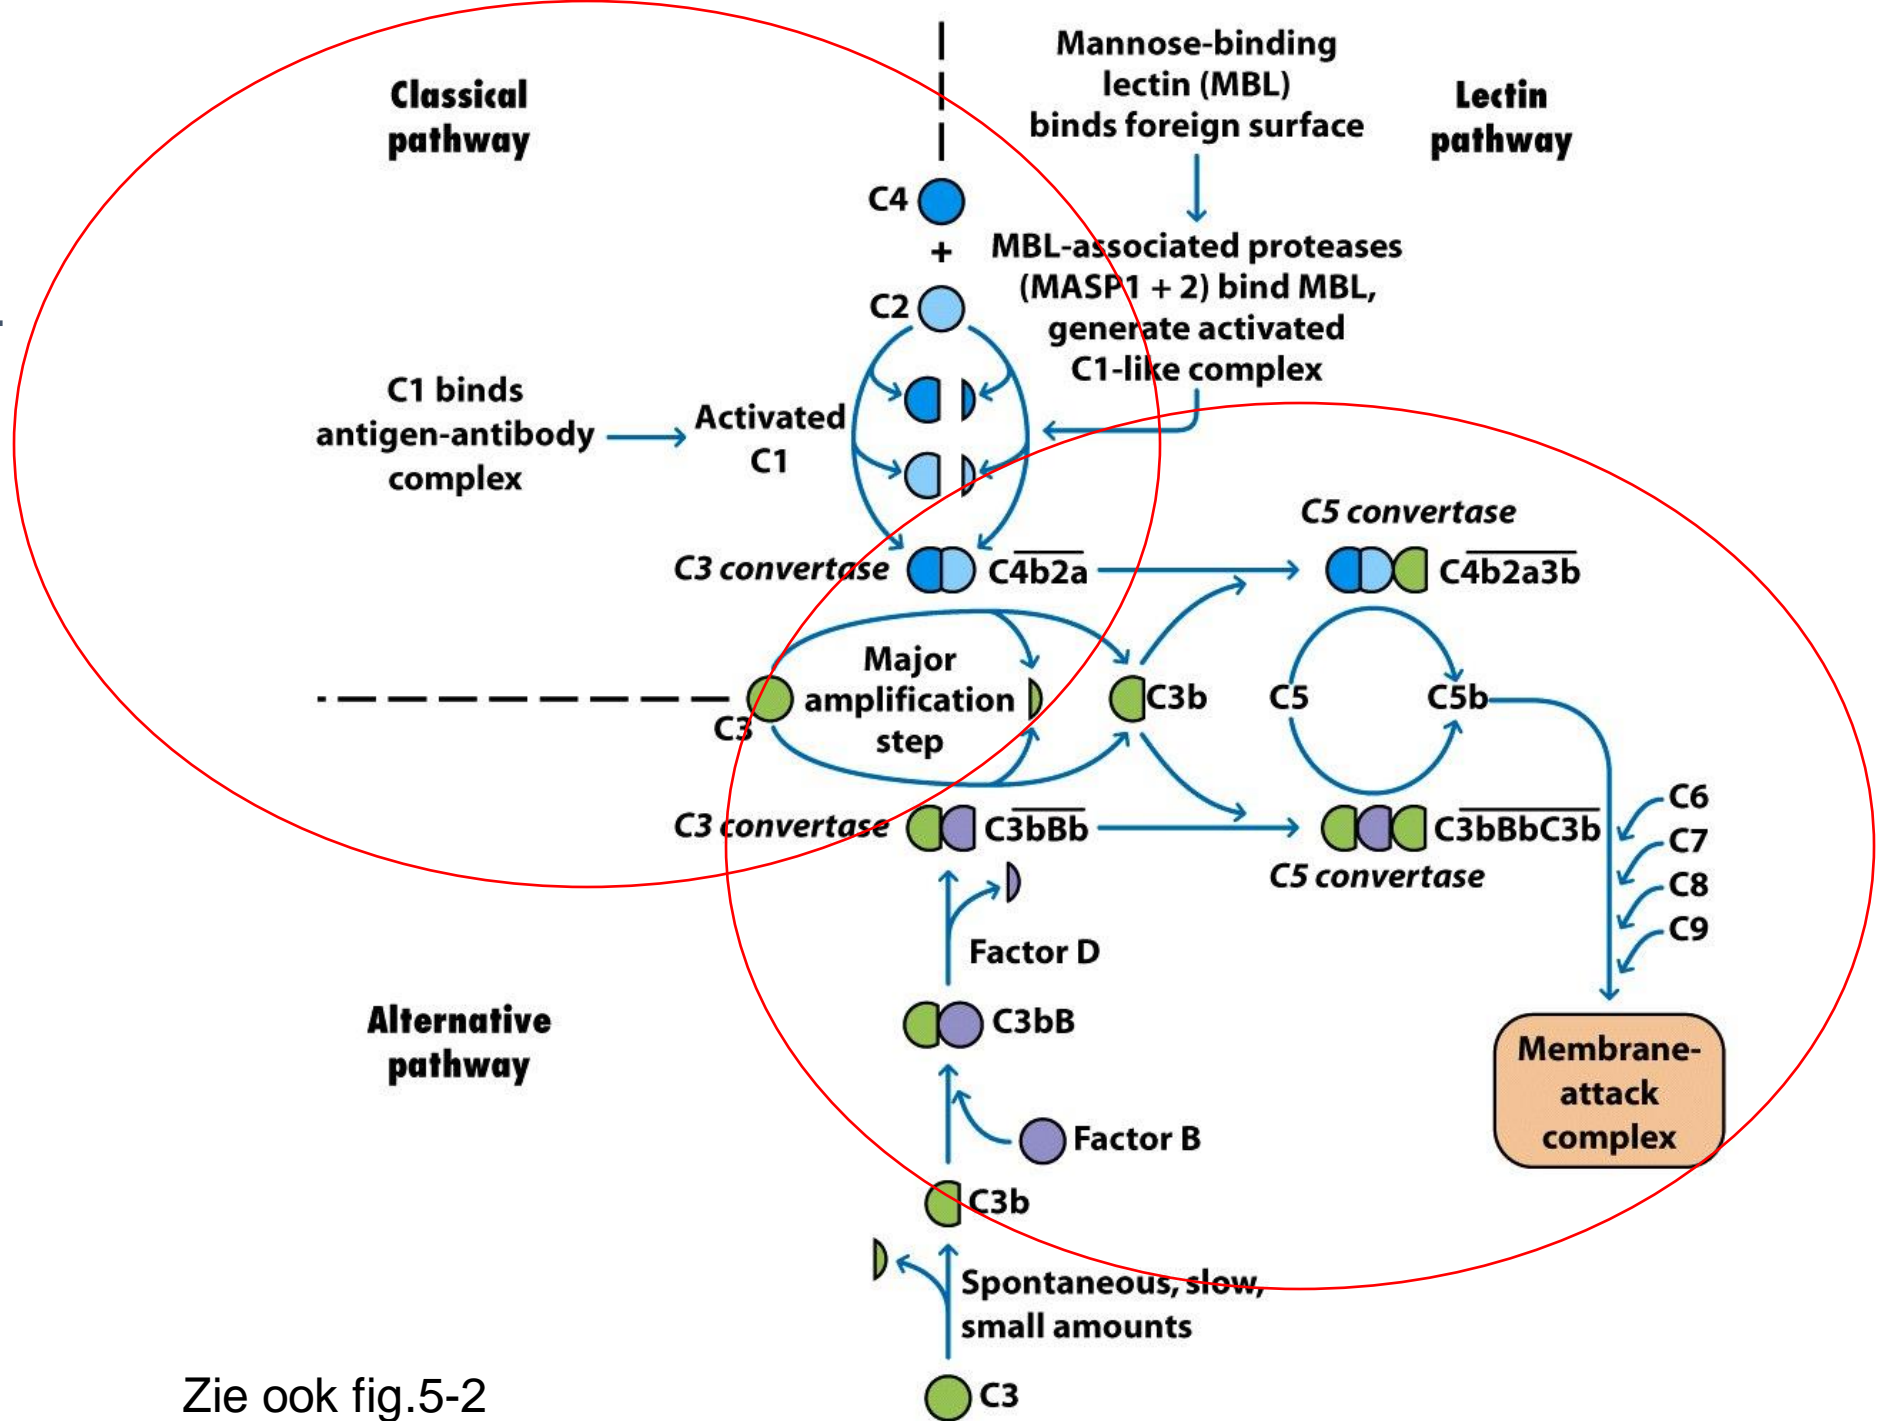 Classical
pathway
Mannose-binding
lectin (MBL)
binds foreign surface
Lectin
pathway
C4
+
C2
MBL-associated proteases
(MASP1 + 2) bind MBL,
generate activated
C1-like complex
C1 binds
antigen-antibody
complex
Activated
C1
C3 convertase
C4b2a
C5 convertase
C4b2a3b
C3
Major
amplification
step
C3b
C5
C5b
C3 convertase
C3bBb
C3bBbC3b
C5 convertase
C6
C7
C8
C9
Factor D
Alternative
pathway
C3bB
Membrane-
attack
complex
Factor B
C3b
Spontaneous, slow,
small amounts
C3
Zie ook fig.5-2